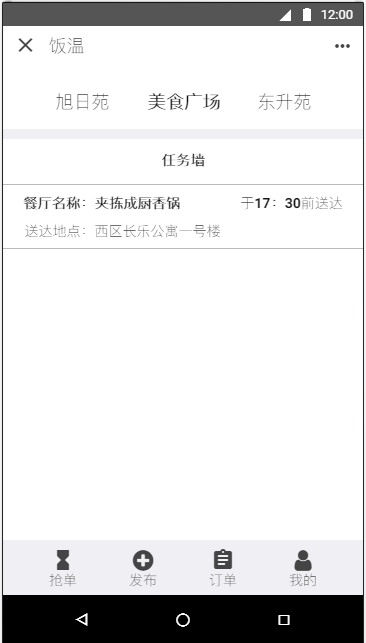 12:00
饭温
旭日苑 美食广场 东升苑
任务墙
餐厅名称：夹拣成厨香锅 于17：30前送达
送达地点：西区长乐公寓一号楼
抢单 发布 订单 我的